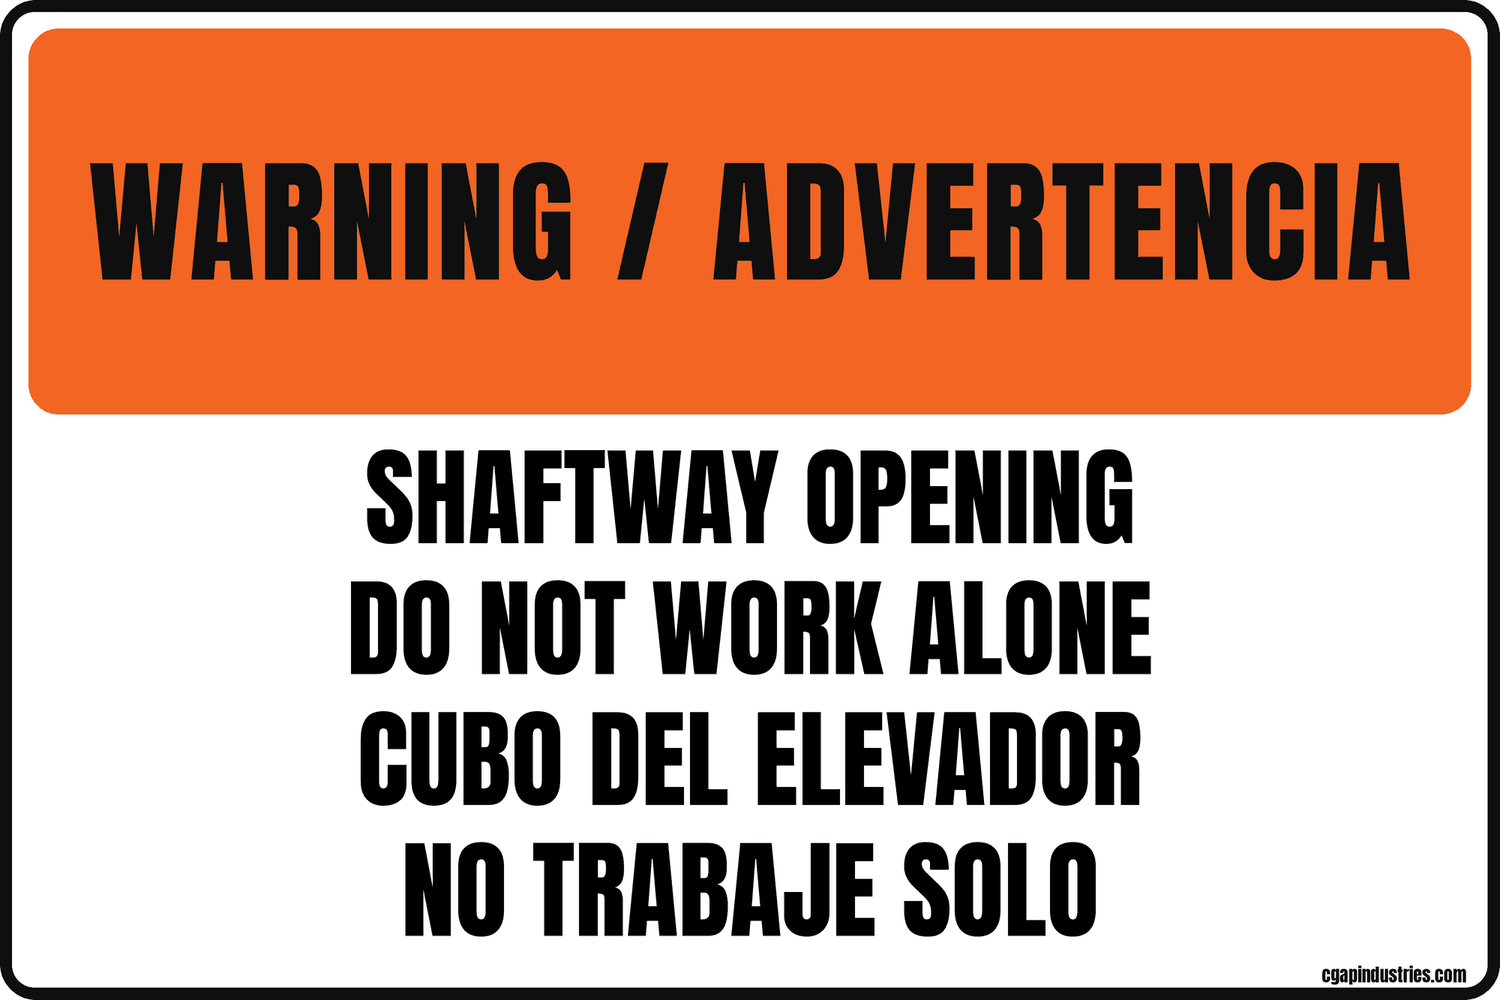 WARNING / ADVERTENCIA
SHAFTWAY OPENING
DO NOT WORK ALONE
CUBO DEL ELEVADOR
NO TRABAJE SOLO
cgapindustries.com